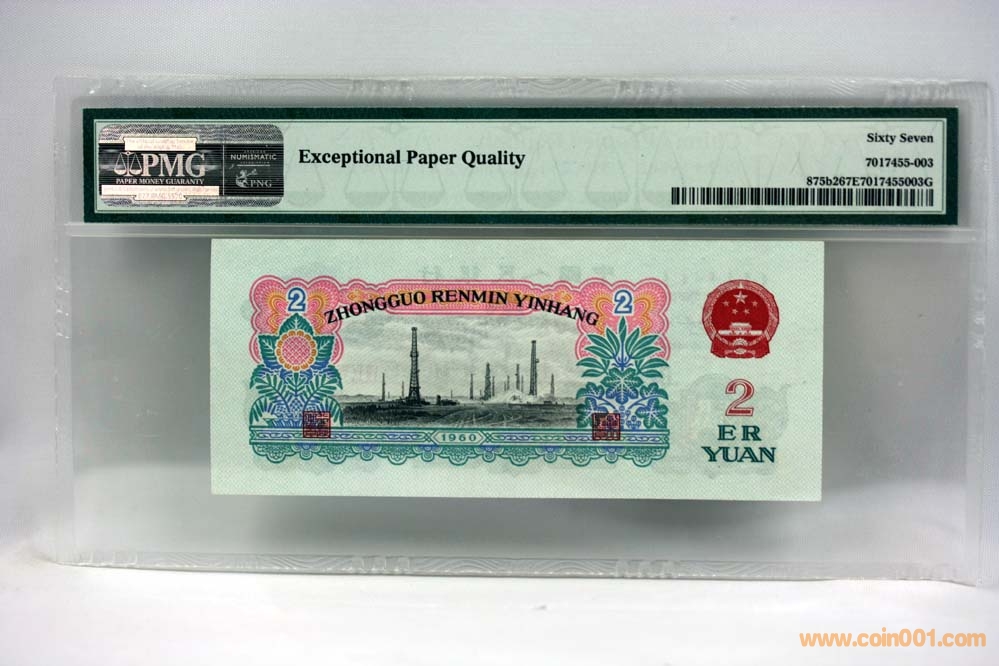 PMG
PAPER MONEY GUARANTY
NUMISMATIC
PNG
Exceptional Paper Quality
Sixty Seven
7017455-003
875b267E7017455003G
2
2
ZHONGGUO RENMIN YINHANG
1960
2
ER
YUAN
www.coin001.com